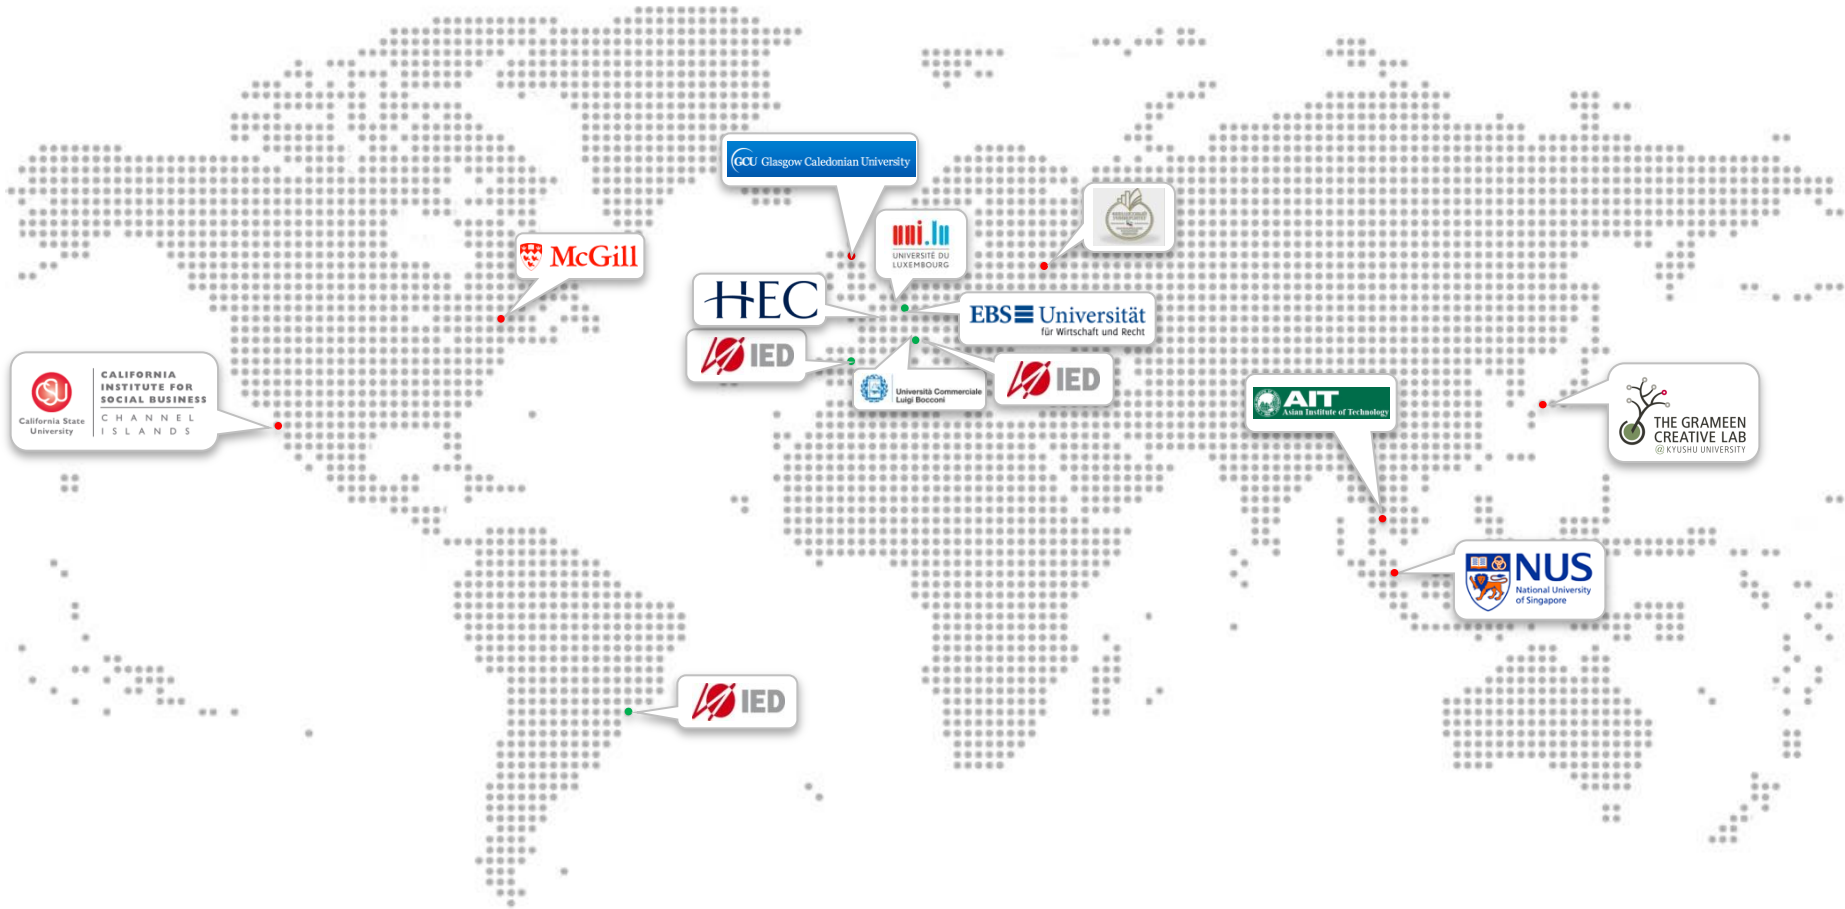 GCU Glasgow Caledonian University
McGill
uni.lu
UNIVERSITÉ DU
LUXEMBOURG
HEC
EBS Universität
für Wirtschaft und Recht
IED
Università Commerciale
Luigi Bocconi
IED
CSU
California State
University
CALIFORNIA
INSTITUTE FOR
SOCIAL BUSINESS
CHANNEL
ISLANDS
AIT
Asian Institute of Technology
THE GRAMEEN
CREATIVE LAB
@ KYUSHU UNIVERSITY
NUS
National University
of Singapore
IED